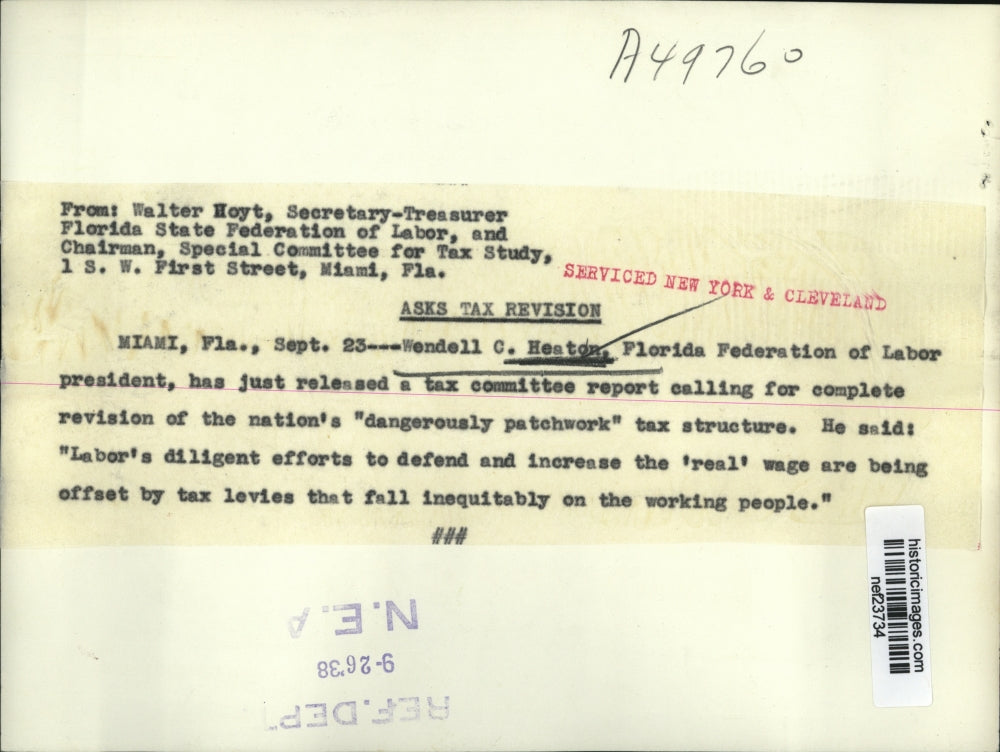 A49760
From: Walter Hoyt, Secretary-Treasurer
Florida State Federation of Labor, and
Chairman, Special Committee for Tax Study,
1 S. W. First Street, Miami, Fla.
SERVICED NEW YORK & CLEVELAND
ASKS TAX REVISION
MIAMI, Fla., Sept. 23---Wendell C. Heaton, Florida Federation of Labor
president, has just released a tax committee report calling for complete
revision of the nation's "dangerously patchwork" tax structure. He said:
"Labor's diligent efforts to defend and increase the 'real' wage are being
offset by tax levies that fall inequitably on the working people."
###
historicimages.com
nef23734
REF. DEPT
9-26'38
N.E.A